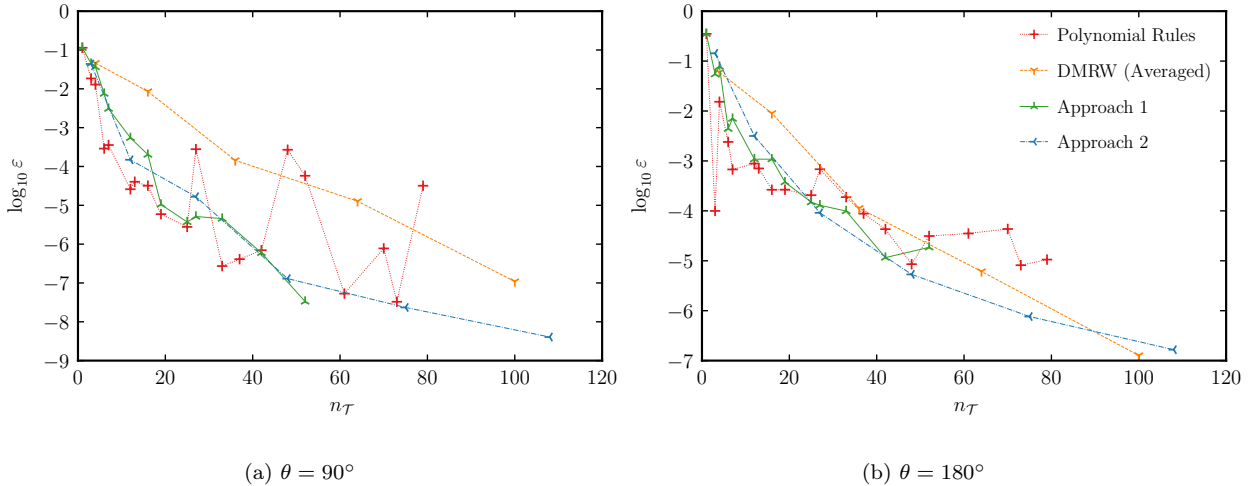 0
−1
−2
−3
−4
−5
−6
−7
−8
−9
log₁₀ ε
0 20 40 60 80 100 120
n_𝒯
(a) θ = 90°
0
−1
−2
−3
−4
−5
−6
−7
log₁₀ ε
Polynomial Rules
DMRW (Averaged)
Approach 1
Approach 2
0 20 40 60 80 100 120
n_𝒯
(b) θ = 180°